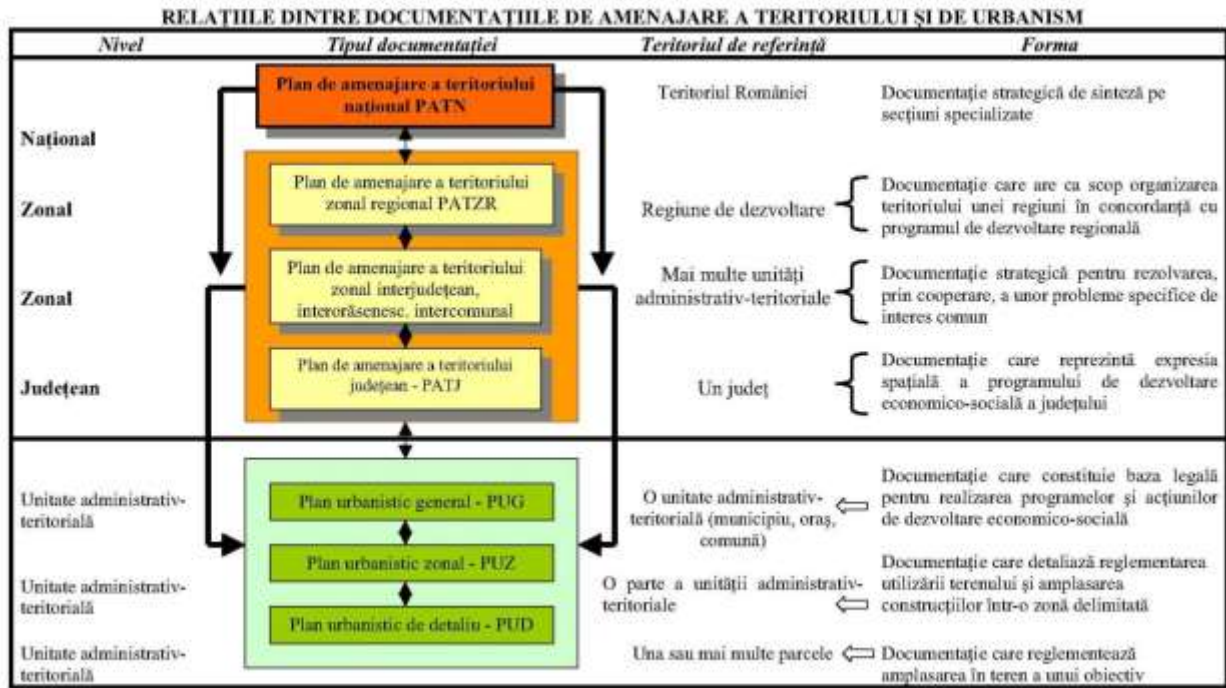 RELAȚIILE DINTRE DOCUMENTAȚIILE DE AMENAJARE A TERITORIULUI ȘI DE URBANISM
Nivel
Tipul documentației
Teritoriul de referință
Forma
Național
Plan de amenajare a teritoriului
național PATN
Teritoriul României
Documentație strategică de sinteză pe
secțiuni specializate
Zonal
Plan de amenajare a teritoriului
zonal regional PATZR
Regiune de dezvoltare
Documentație care are ca scop organizarea
teritoriului unei regiuni în concordanță cu
programul de dezvoltare regională
Zonal
Plan de amenajare a teritoriului
zonal interjudețean,
interorășenesc, intercomunal
Mai multe unități
administrativ-teritoriale
Documentație strategică pentru rezolvarea,
prin cooperare, a unor probleme specifice de
interes comun
Județean
Plan de amenajare a teritoriului
județean - PATJ
Un județ
Documentație care reprezintă expresia
spațială a programului de dezvoltare
economico-socială a județului
Unitate administrativ-
teritorială
Plan urbanistic general - PUG
O unitate administrativ-
teritorială (municipiu, oraș,
comună)
Documentație care constituie baza legală
pentru realizarea programelor și acțiunilor
de dezvoltare economico-socială
Unitate administrativ-
teritorială
Plan urbanistic zonal - PUZ
O parte a unității administrativ-
teritoriale
Documentație care detaliază reglementarea
utilizării terenului și amplasarea
construcțiilor într-o zonă delimitată
Unitate administrativ-
teritorială
Plan urbanistic de detaliu - PUD
Una sau mai multe parcele
Documentație care reglementează
amplasarea în teren a unui obiectiv